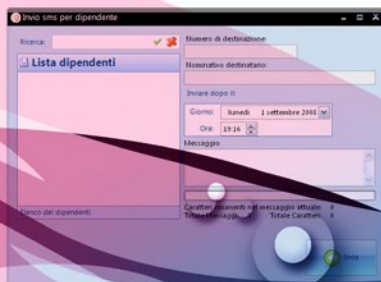 Invio sms per dipendente
Ricerca:
Lista dipendenti
Elenco dei dipendenti
Numero di destinazione:
Nominativo destinatario:
Inviare dopo il:
Giorno: lunedì 1 settembre 2008
Ora: 19:16
Messaggio
Caratteri rimanenti nel messaggio attuale: 0
Totale Messaggi: 0 Totale Caratteri: 0
Invia